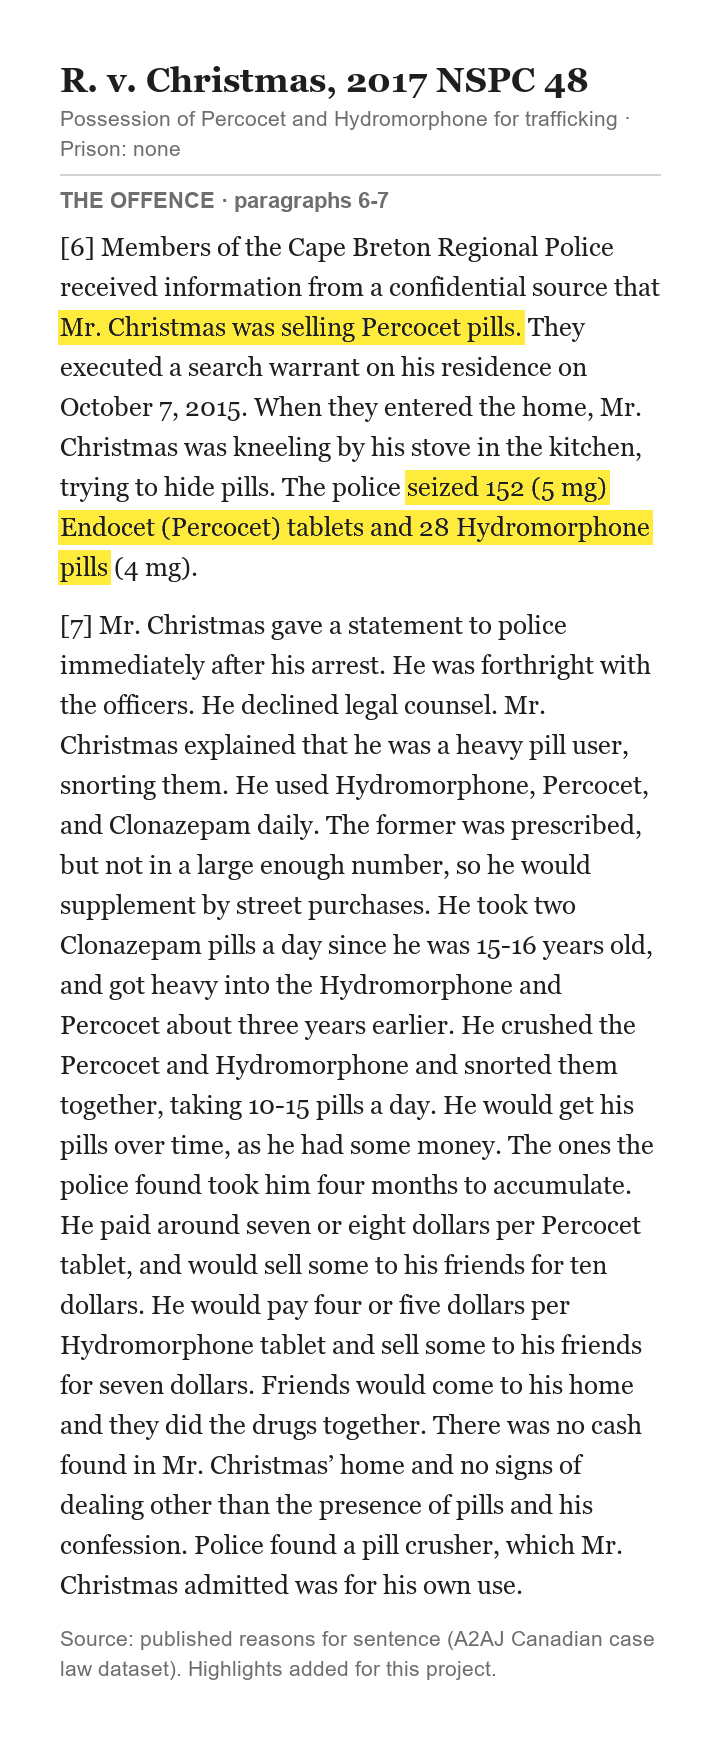 R. v. Christmas, 2017 NSPC 48
Possession of Percocet and Hydromorphone for trafficking ·
Prison: none
THE OFFENCE · paragraphs 6-7
[6] Members of the Cape Breton Regional Police
received information from a confidential source that
Mr. Christmas was selling Percocet pills. They
executed a search warrant on his residence on
October 7, 2015. When they entered the home, Mr.
Christmas was kneeling by his stove in the kitchen,
trying to hide pills. The police seized 152 (5 mg)
Endocet (Percocet) tablets and 28 Hydromorphone
pills (4 mg).
[7] Mr. Christmas gave a statement to police
immediately after his arrest. He was forthright with
the officers. He declined legal counsel. Mr.
Christmas explained that he was a heavy pill user,
snorting them. He used Hydromorphone, Percocet,
and Clonazepam daily. The former was prescribed,
but not in a large enough number, so he would
supplement by street purchases. He took two
Clonazepam pills a day since he was 15-16 years old,
and got heavy into the Hydromorphone and
Percocet about three years earlier. He crushed the
Percocet and Hydromorphone and snorted them
together, taking 10-15 pills a day. He would get his
pills over time, as he had some money. The ones the
police found took him four months to accumulate.
He paid around seven or eight dollars per Percocet
tablet, and would sell some to his friends for ten
dollars. He would pay four or five dollars per
Hydromorphone tablet and sell some to his friends
for seven dollars. Friends would come to his home
and they did the drugs together. There was no cash
found in Mr. Christmas’ home and no signs of
dealing other than the presence of pills and his
confession. Police found a pill crusher, which Mr.
Christmas admitted was for his own use.
Source: published reasons for sentence (A2AJ Canadian case
law dataset). Highlights added for this project.